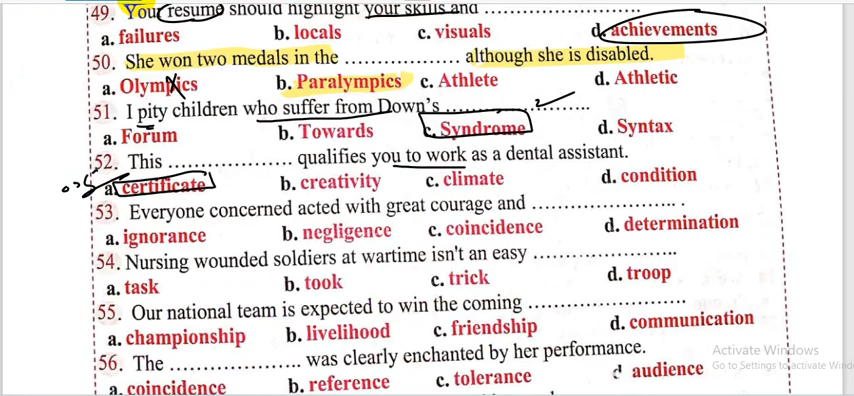 49. Your resume should highlight your skills and ..............................
a. failures b. locals c. visuals d. achievements
50. She won two medals in the .................. although she is disabled.
a. Olympics b. Paralympics c. Athlete d. Athletic
51. I pity children who suffer from Down's ..............................
a. Forum b. Towards c. Syndrome d. Syntax
52. This ......................... qualifies you to work as a dental assistant.
a. certificate b. creativity c. climate d. condition
53. Everyone concerned acted with great courage and .............................. .
a. ignorance b. negligence c. coincidence d. determination
54. Nursing wounded soldiers at wartime isn't an easy ..............................
a. task b. took c. trick d. troop
55. Our national team is expected to win the coming ..............................
a. championship b. livelihood c. friendship d. communication
56. The ......................... was clearly enchanted by her performance.
a. coincidence b. reference c. tolerance d audience
Activate Windows
Go to Settings to activate Wind